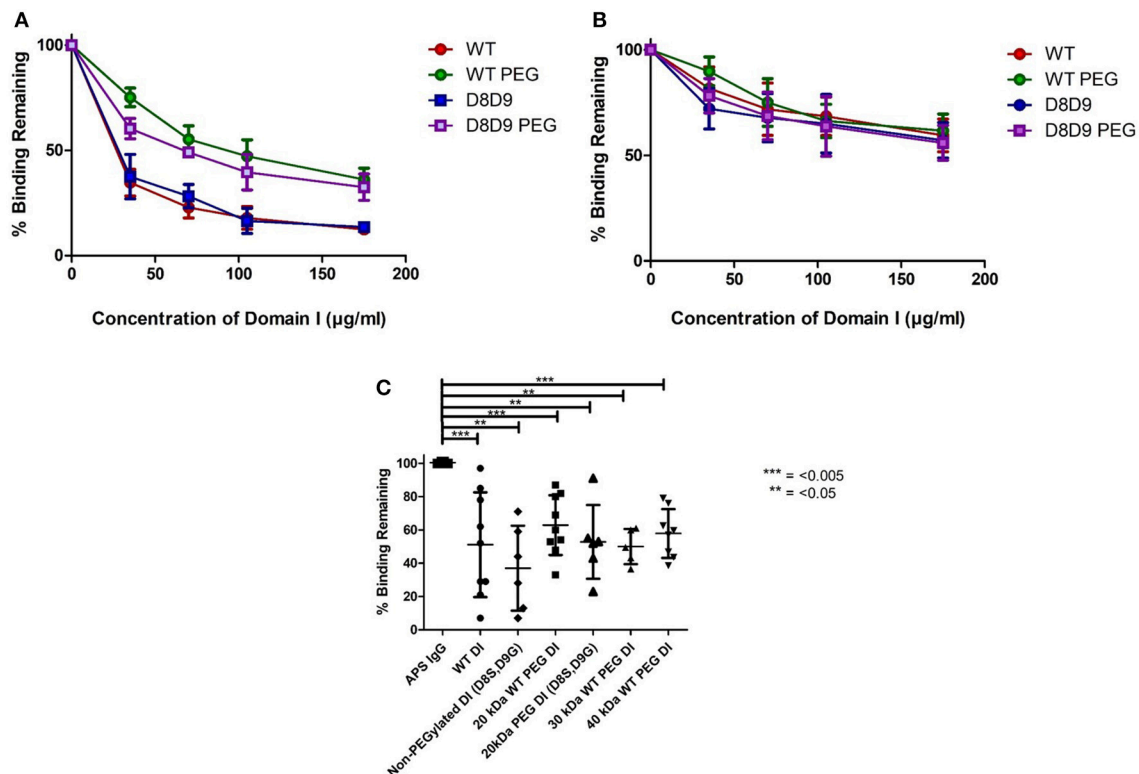 A
% Binding Remaining
100
50
0
0 50 100 150 200
Concentration of Domain I (µg/ml)
WT
WT PEG
D8D9
D8D9 PEG
B
% Binding Remaining
100
50
0
0 50 100 150 200
Concentration of Domain I (µg/ml)
WT
WT PEG
D8D9
D8D9 PEG
C
***
**
**
***
**
***
% Binding Remaining
100
80
60
40
20
0
APS IgG
WT DI
Non-PEGylated DI (D8S,D9G)
20 kDa WT PEG DI
20kDa PEG DI (D8S,D9G)
30 kDa WT PEG DI
40 kDa WT PEG DI
*** = <0.005
** = <0.05